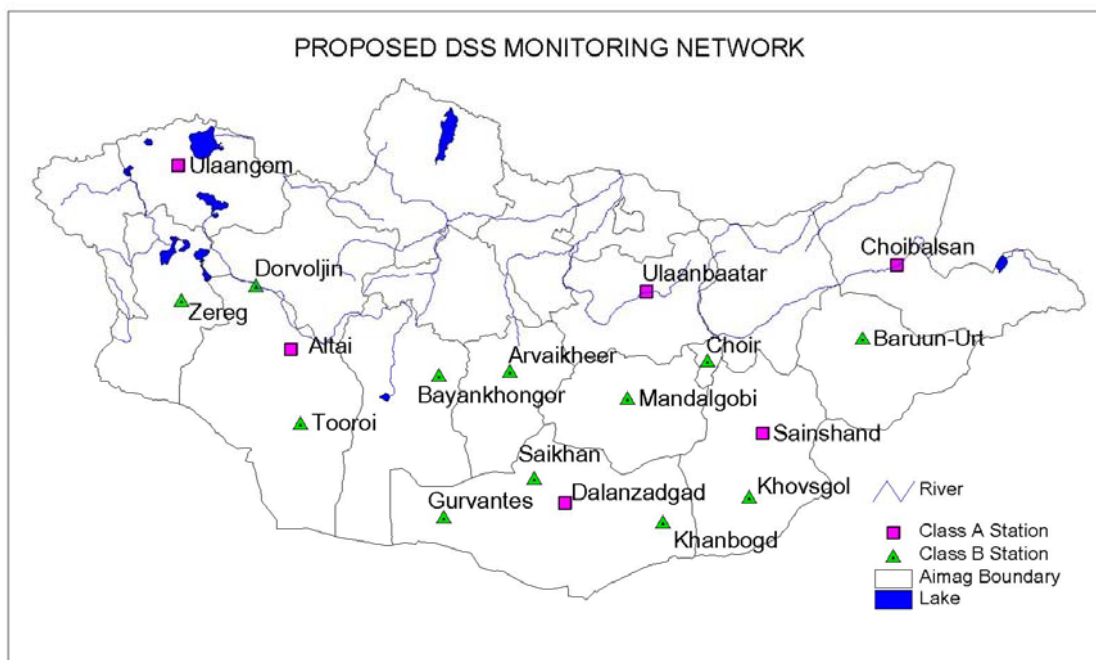 PROPOSED DSS MONITORING NETWORK
Ulaangom
Choibalsan
Dorvoljin
Ulaanbaatar
Zereg
Altai
Arvaikheer
Choir
Baruun-Urt
Bayankhongor
Mandalgobi
Tooroi
Sainshand
Saikhan
Gurvantes
Dalanzadgad
Khovsgol
Khanbogd
River
Class A Station
Class B Station
Aimag Boundary
Lake